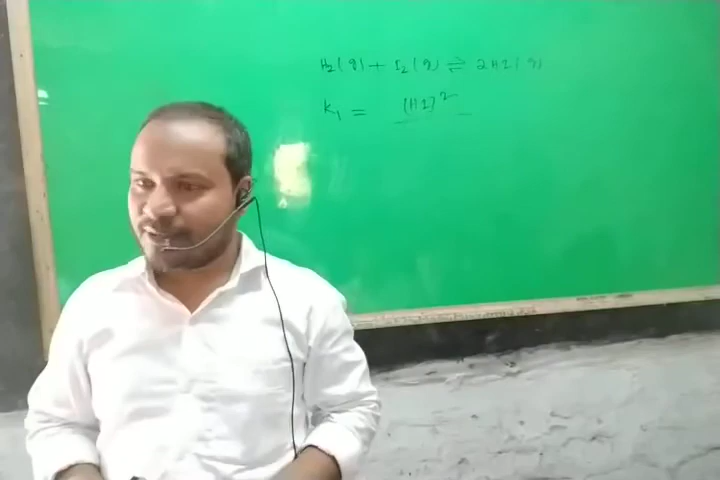 H₂(g) + I₂(g) ⇌ 2HI(g)
K₁ = (HI)²